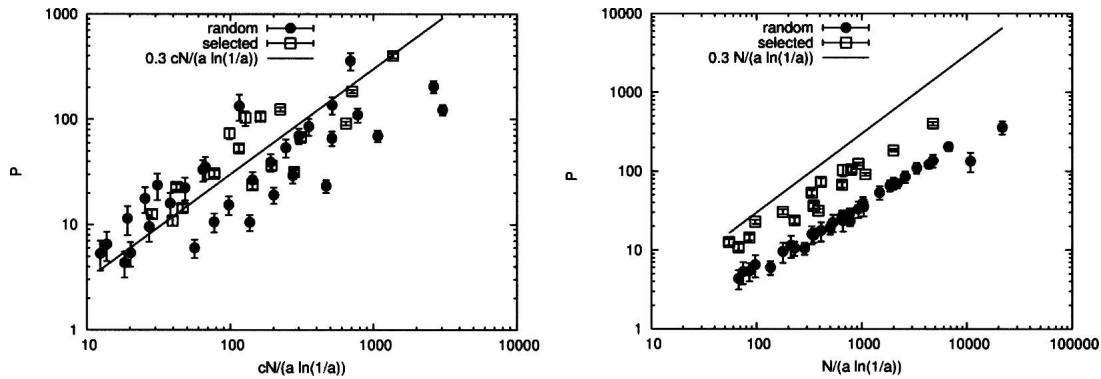 1000
100
10
1
P
random
selected
0.3 cN/(a ln(1/a))
10 100 1000 10000
cN/(a ln(1/a))
10000
1000
100
10
1
P
random
selected
0.3 N/(a ln(1/a))
10 100 1000 10000 100000
N/(a ln(1/a))